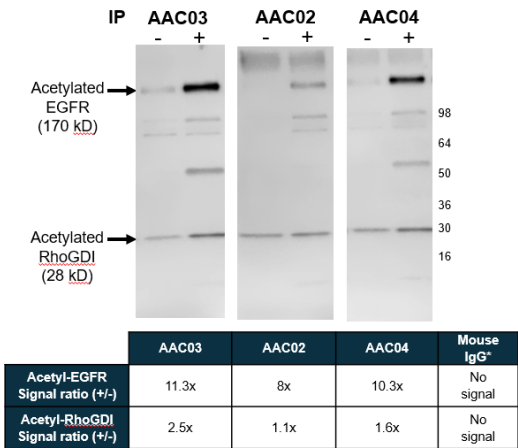 IP AAC03 AAC02 AAC04
- + - + - +
Acetylated
EGFR
(170 kD)
98
64
50
36
30
16
Acetylated
RhoGDI
(28 kD)
AAC03 AAC02 AAC04 Mouse IgG*
Acetyl-EGFR Signal ratio (+/-) 11.3x 8x 10.3x No signal
Acetyl-RhoGDI Signal ratio (+/-) 2.5x 1.1x 1.6x No signal